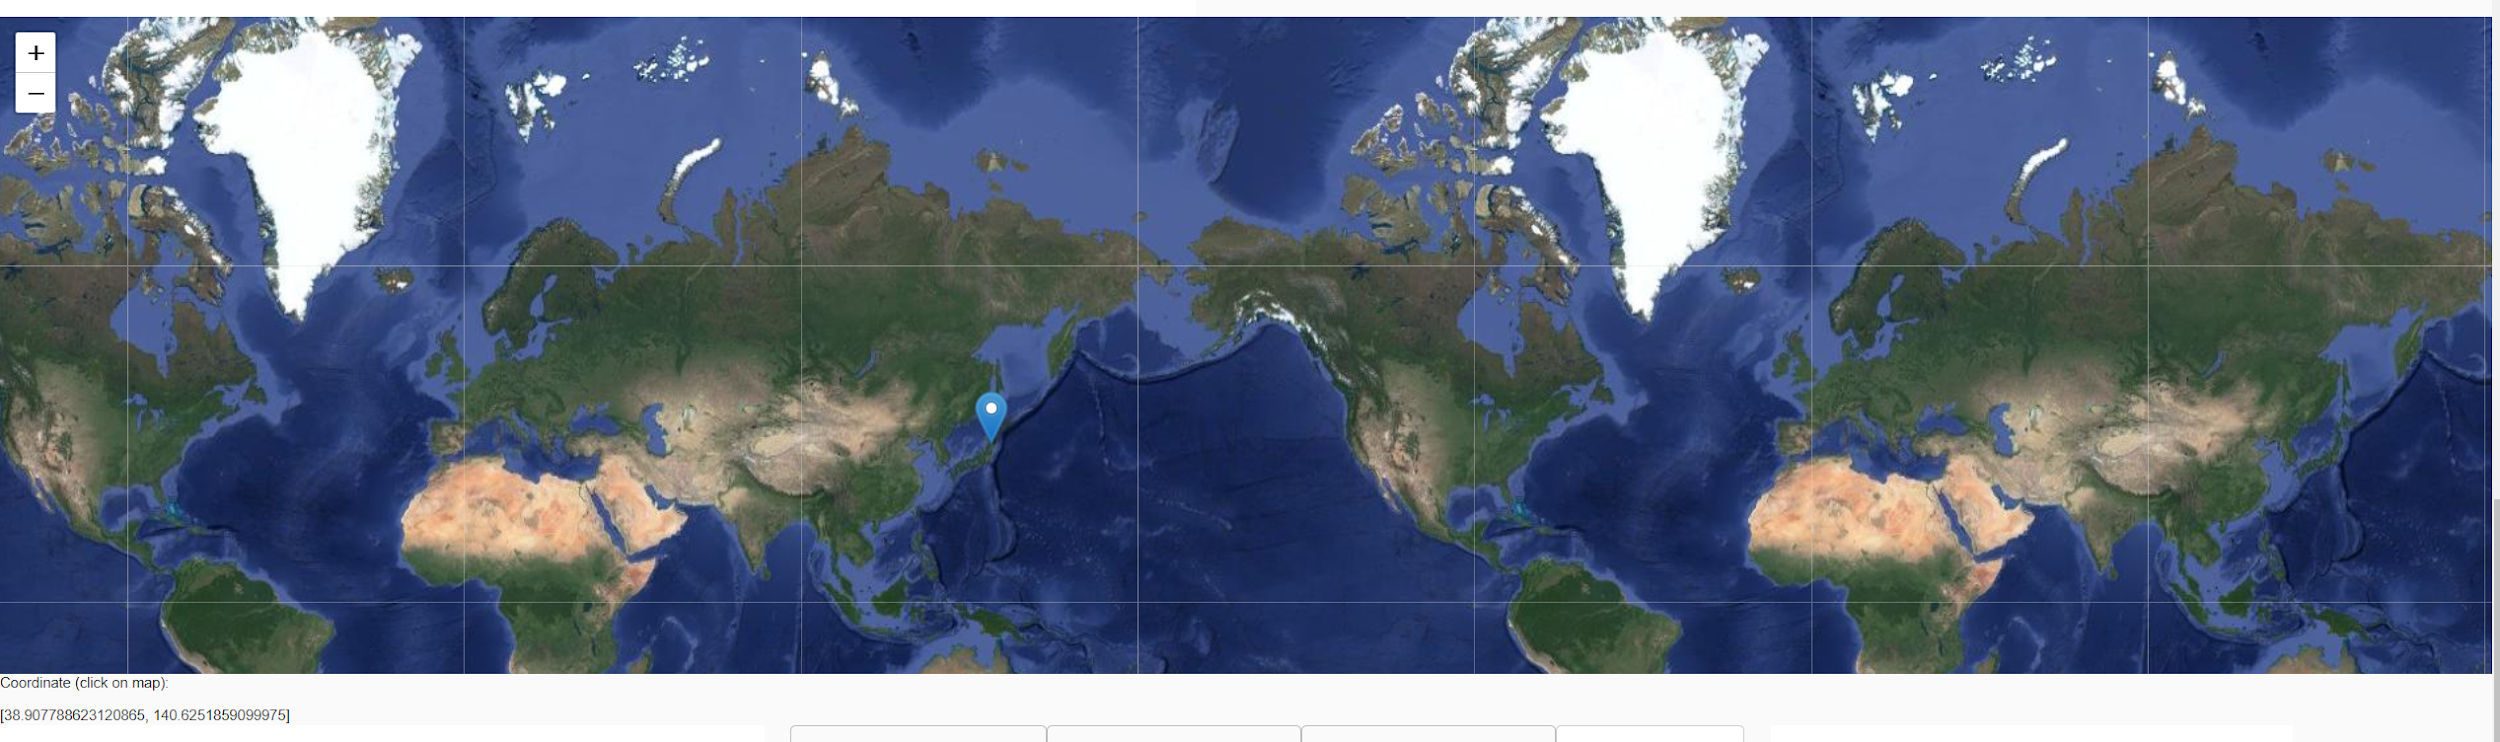 +
−
Coordinate (click on map):
[38.907788623120865, 140.6251859099975]